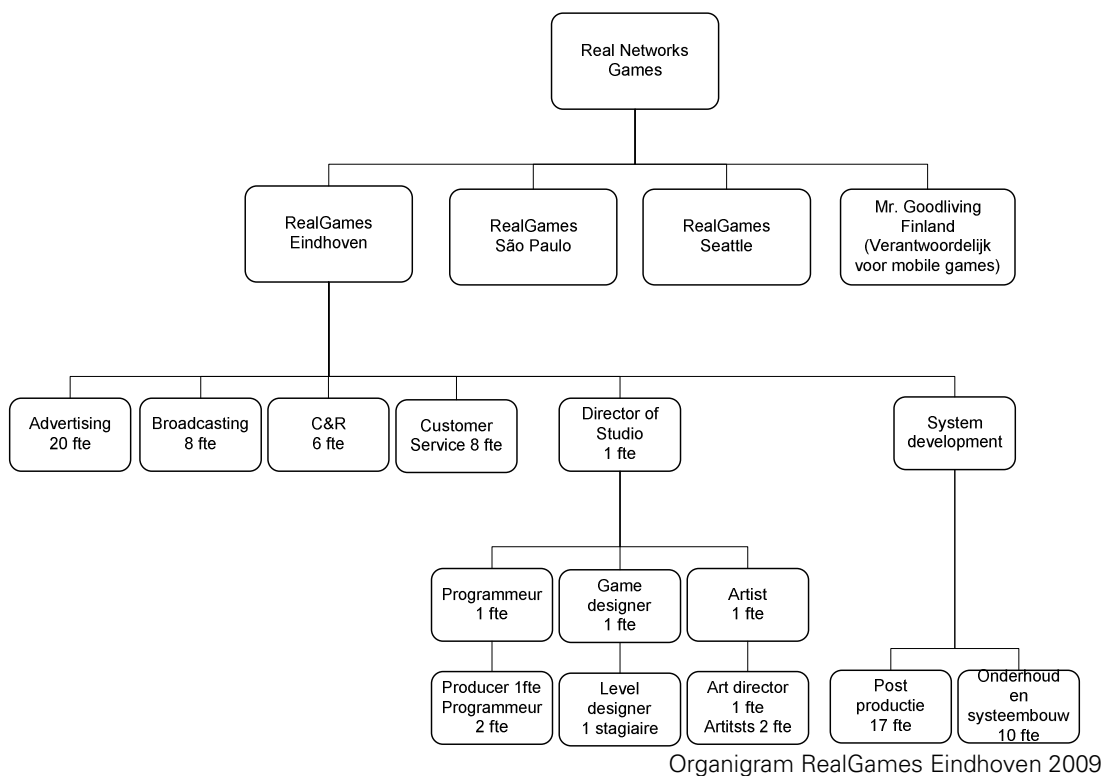 Real Networks
Games
RealGames
Eindhoven
RealGames
São Paulo
RealGames
Seattle
Mr. Goodliving
Finland
(Verantwoordelijk
voor mobile games)
Advertising
20 fte
Broadcasting
8 fte
C&R
6 fte
Customer
Service 8 fte
Director of
Studio
1 fte
System
development
Programmeur
1 fte
Game
designer
1 fte
Artist
1 fte
Producer 1fte
Programmeur
2 fte
Level
designer
1 stagiaire
Art director
1 fte
Artitsts 2 fte
Post
productie
17 fte
Onderhoud
en
systeembouw
10 fte
Organigram RealGames Eindhoven 2009